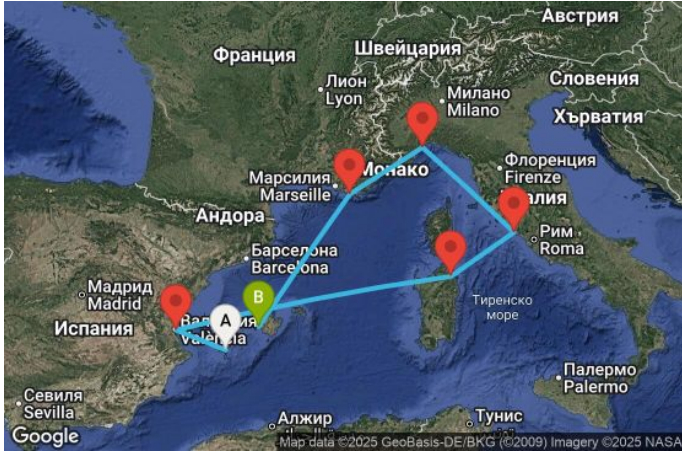 Австрия
Франция
Швейцария
Словения
Лион
Lyon
Милано
Milano
Хърватия
Марсилия
Marseille
Монако
Флоренция
Firenze
Андора
Рим
Roma
Барселона
Barcelona
Мадрид
Madrid
B
A
Испания
València
Тиренско
море
Палермо
Palermo
Севиля
Sevilla
Алжир
Тунис
Google
Map data ©2025 GeoBasis-DE/BKG (©2009) Imagery ©2025 NASA